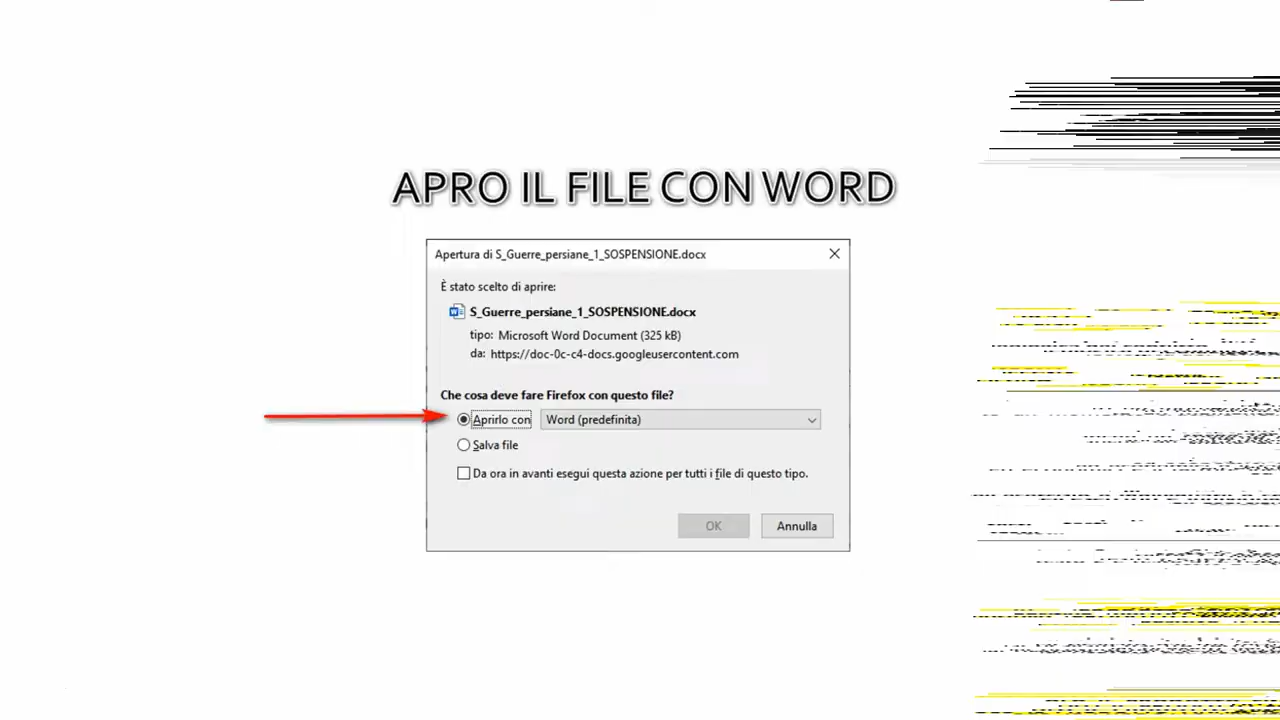 APRO IL FILE CON WORD
Apertura di S_Guerre_persiane_1_SOSPENSIONE.docx
È stato scelto di aprire:
S_Guerre_persiane_1_SOSPENSIONE.docx
tipo: Microsoft Word Document (325 kB)
da: https://doc-0c-c4-docs.googleusercontent.com
Che cosa deve fare Firefox con questo file?
Aprirlo con Word (predefinita)
Salva file
Da ora in avanti esegui questa azione per tutti i file di questo tipo.
OK Annulla